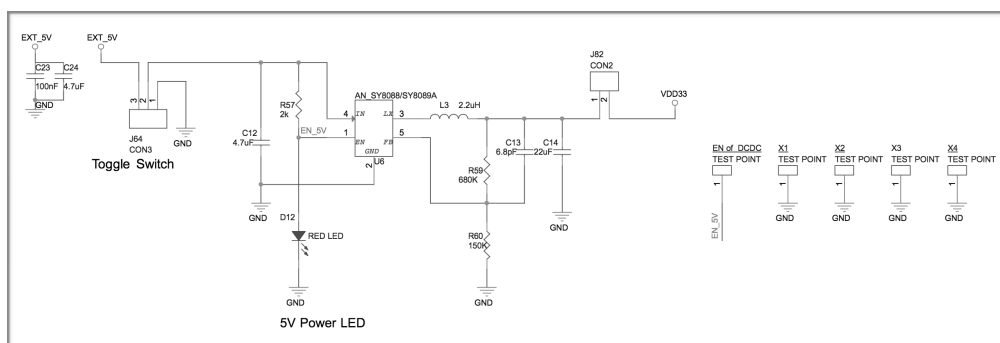 EXT_5V
EXT_5V
C23
100nF
C24
4.7uF
GND
3
2
1
J64
CON3
GND
Toggle Switch
C12
4.7uF
GND
R57
2k
EN_5V
AN_SY8088/SY8089A
4
IN
LX
3
1
EN
FB
5
GND
2
U6
D12
RED LED
GND
5V Power LED
L3
2.2uH
R59
680K
R60
150K
GND
C13
6.8pF
C14
22uF
GND
J82
CON2
1
2
VDD33
EN of DCDC
TEST POINT
1
EN_5V
X1
TEST POINT
1
GND
X2
TEST POINT
1
GND
X3
TEST POINT
1
GND
X4
TEST POINT
1
GND